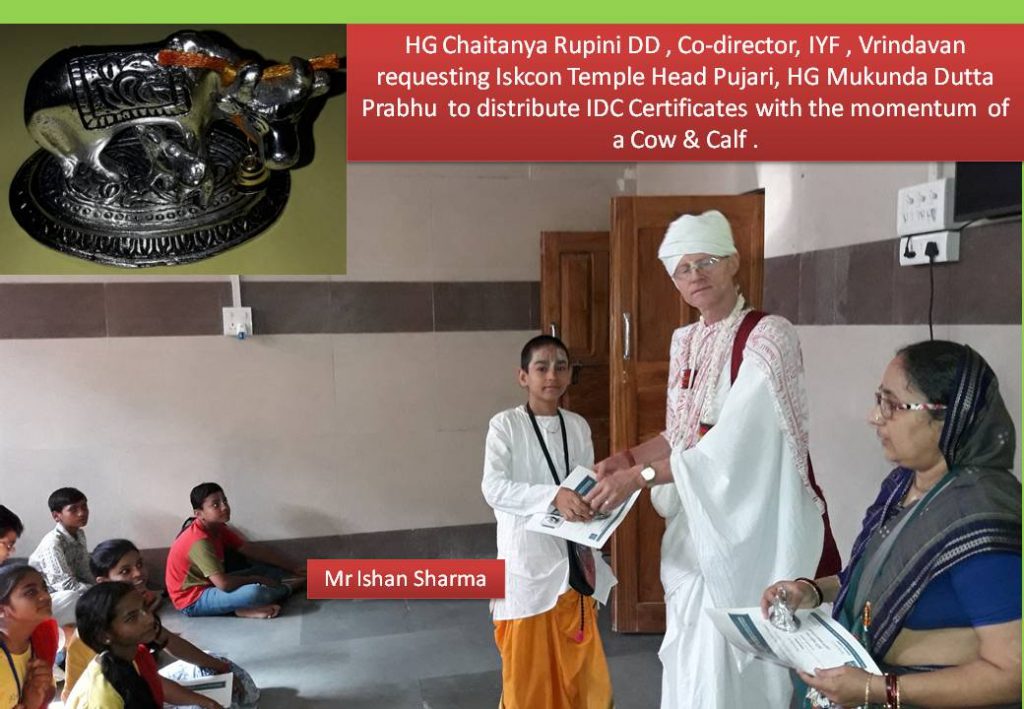 HG Chaitanya Rupini DD , Co-director, IYF , Vrindavan
requesting Iskcon Temple Head Pujari, HG Mukunda Dutta
Prabhu to distribute IDC Certificates with the momentum of
a Cow & Calf .
Mr Ishan Sharma